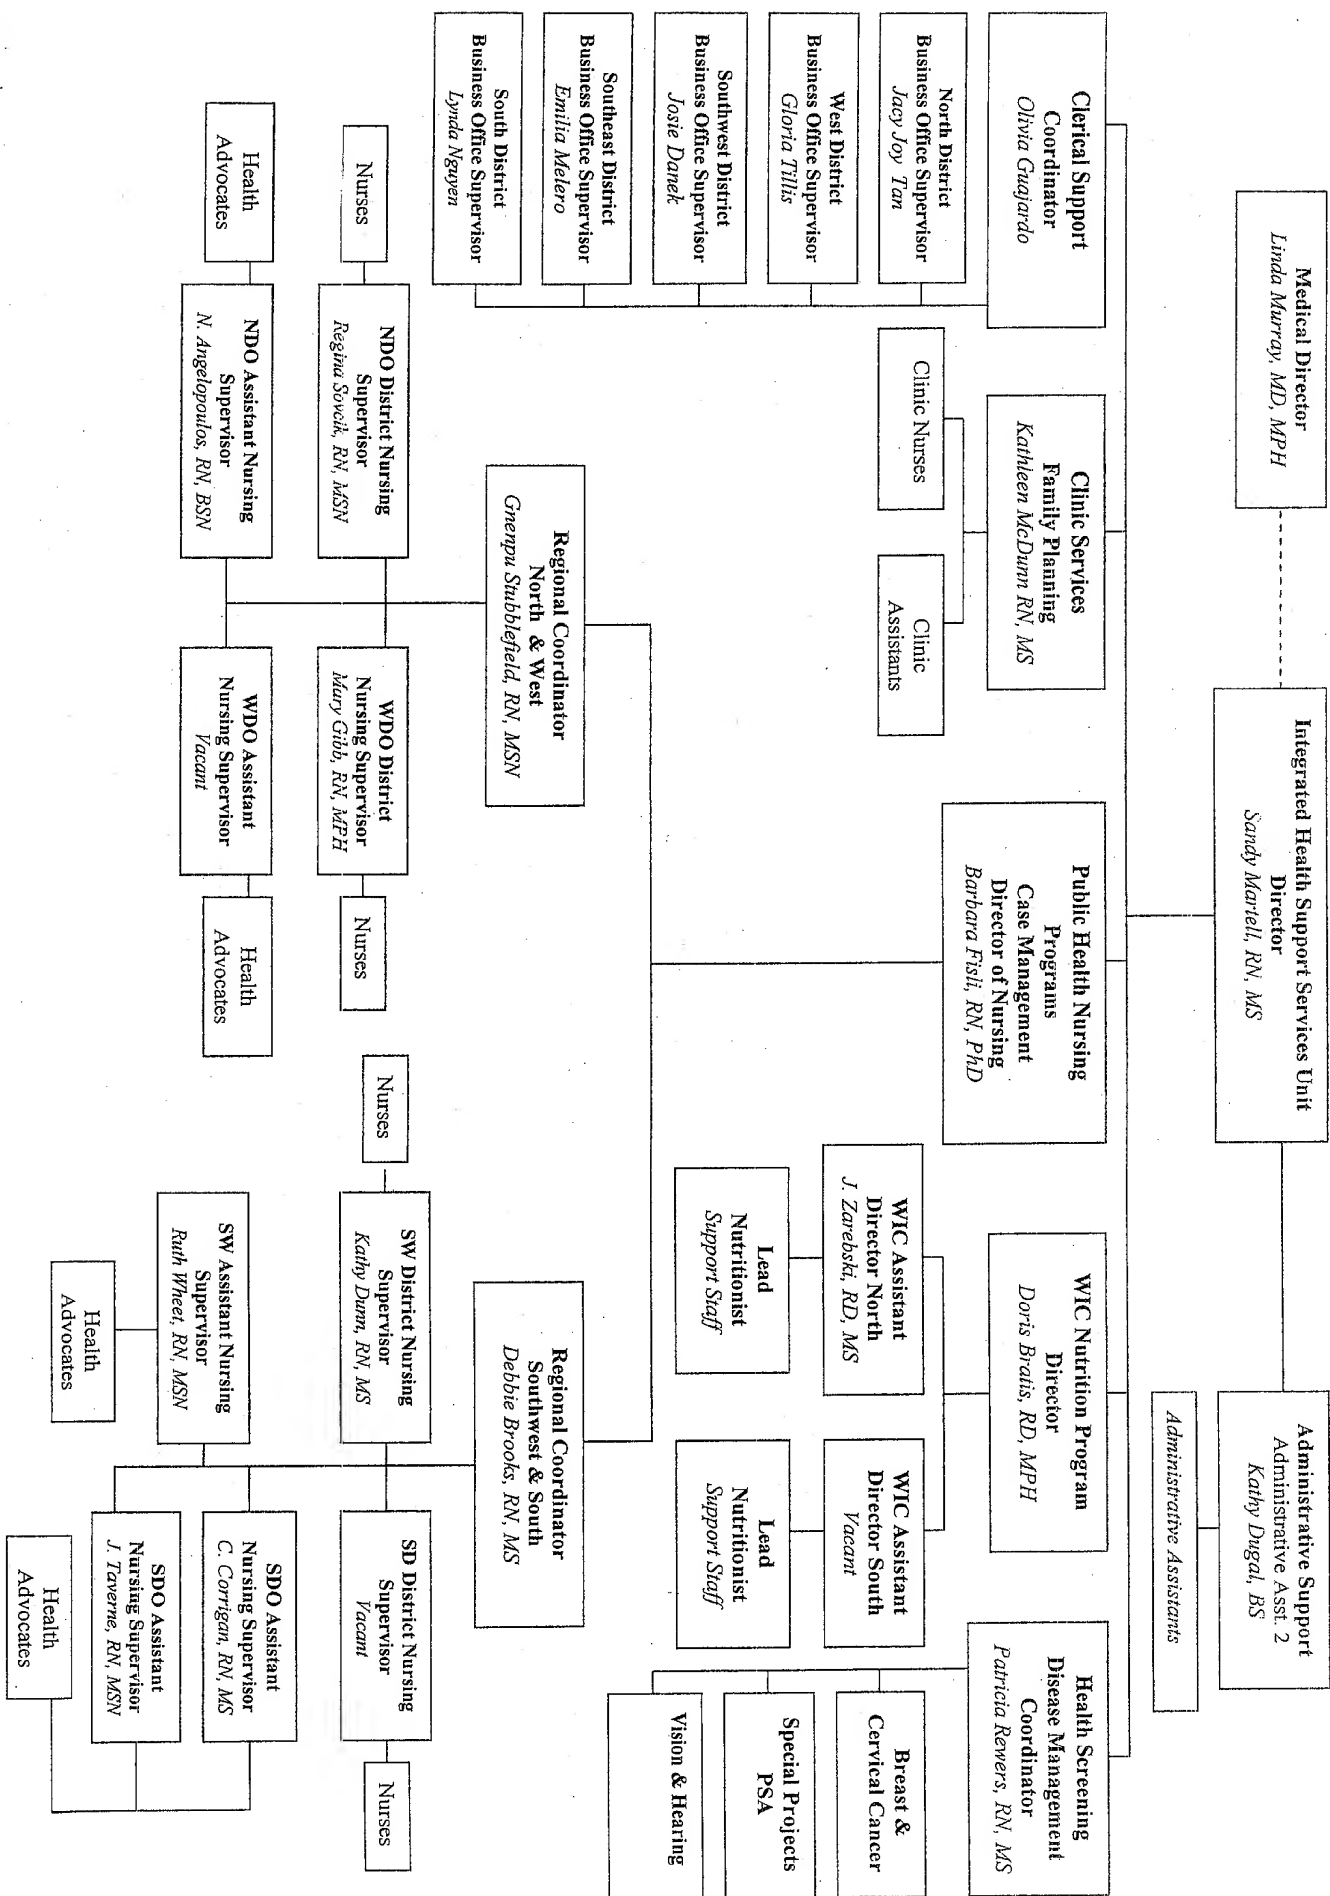 Medical Director
Linda Murray, MD, MPH
Integrated Health Support Services Unit
Director
Sandy Martell, RN, MS
Administrative Support
Administrative Asst. 2
Kathy Dugal, BS
Administrative Assistants
Clerical Support
Coordinator
Olivia Guajardo
Clinic Services
Family Planning
Kathleen McDunn RN, MS
Public Health Nursing
Programs
Case Management
Director of Nursing
Barbara Fisli, RN, PhD
WIC Nutrition Program
Director
Doris Bratis, RD, MPH
Health Screening
Disease Management
Coordinator
Patricia Rewers, RN, MS
North District
Business Office Supervisor
Jacy Joy Tan
West District
Business Office Supervisor
Gloria Tillis
Southwest District
Business Office Supervisor
Josie Danek
Southeast District
Business Office Supervisor
Emilia Melero
South District
Business Office Supervisor
Lynda Nguyen
Clinic Nurses
Clinic
Assistants
WIC Assistant
Director North
J. Zarebski, RD, MS
Lead
Nutritionist
Support Staff
WIC Assistant
Director South
Vacant
Lead
Nutritionist
Support Staff
Breast &
Cervical Cancer
Special Projects
PSA
Vision & Hearing
Regional Coordinator
North & West
Gnenpu Stubblefield, RN, MSN
Regional Coordinator
Southwest & South
Debbie Brooks, RN, MS
Nurses
NDO District Nursing
Supervisor
Regina Sovcik, RN, MSN
WDO District
Nursing Supervisor
Mary Gibb, RN, MPH
Nurses
Nurses
SW District Nursing
Supervisor
Kathy Dunn, RN, MS
SD District Nursing
Supervisor
Vacant
Nurses
Health
Advocates
NDO Assistant Nursing
Supervisor
N. Angelopoulos, RN, BSN
WDO Assistant
Nursing Supervisor
Vacant
Health
Advocates
SW Assistant Nursing
Supervisor
Ruth Wheet, RN, MSN
Health
Advocates
SDO Assistant
Nursing Supervisor
C. Corrigan, RN, MS
SDO Assistant
Nursing Supervisor
J. Taverne, RN, MSN
Health
Advocates